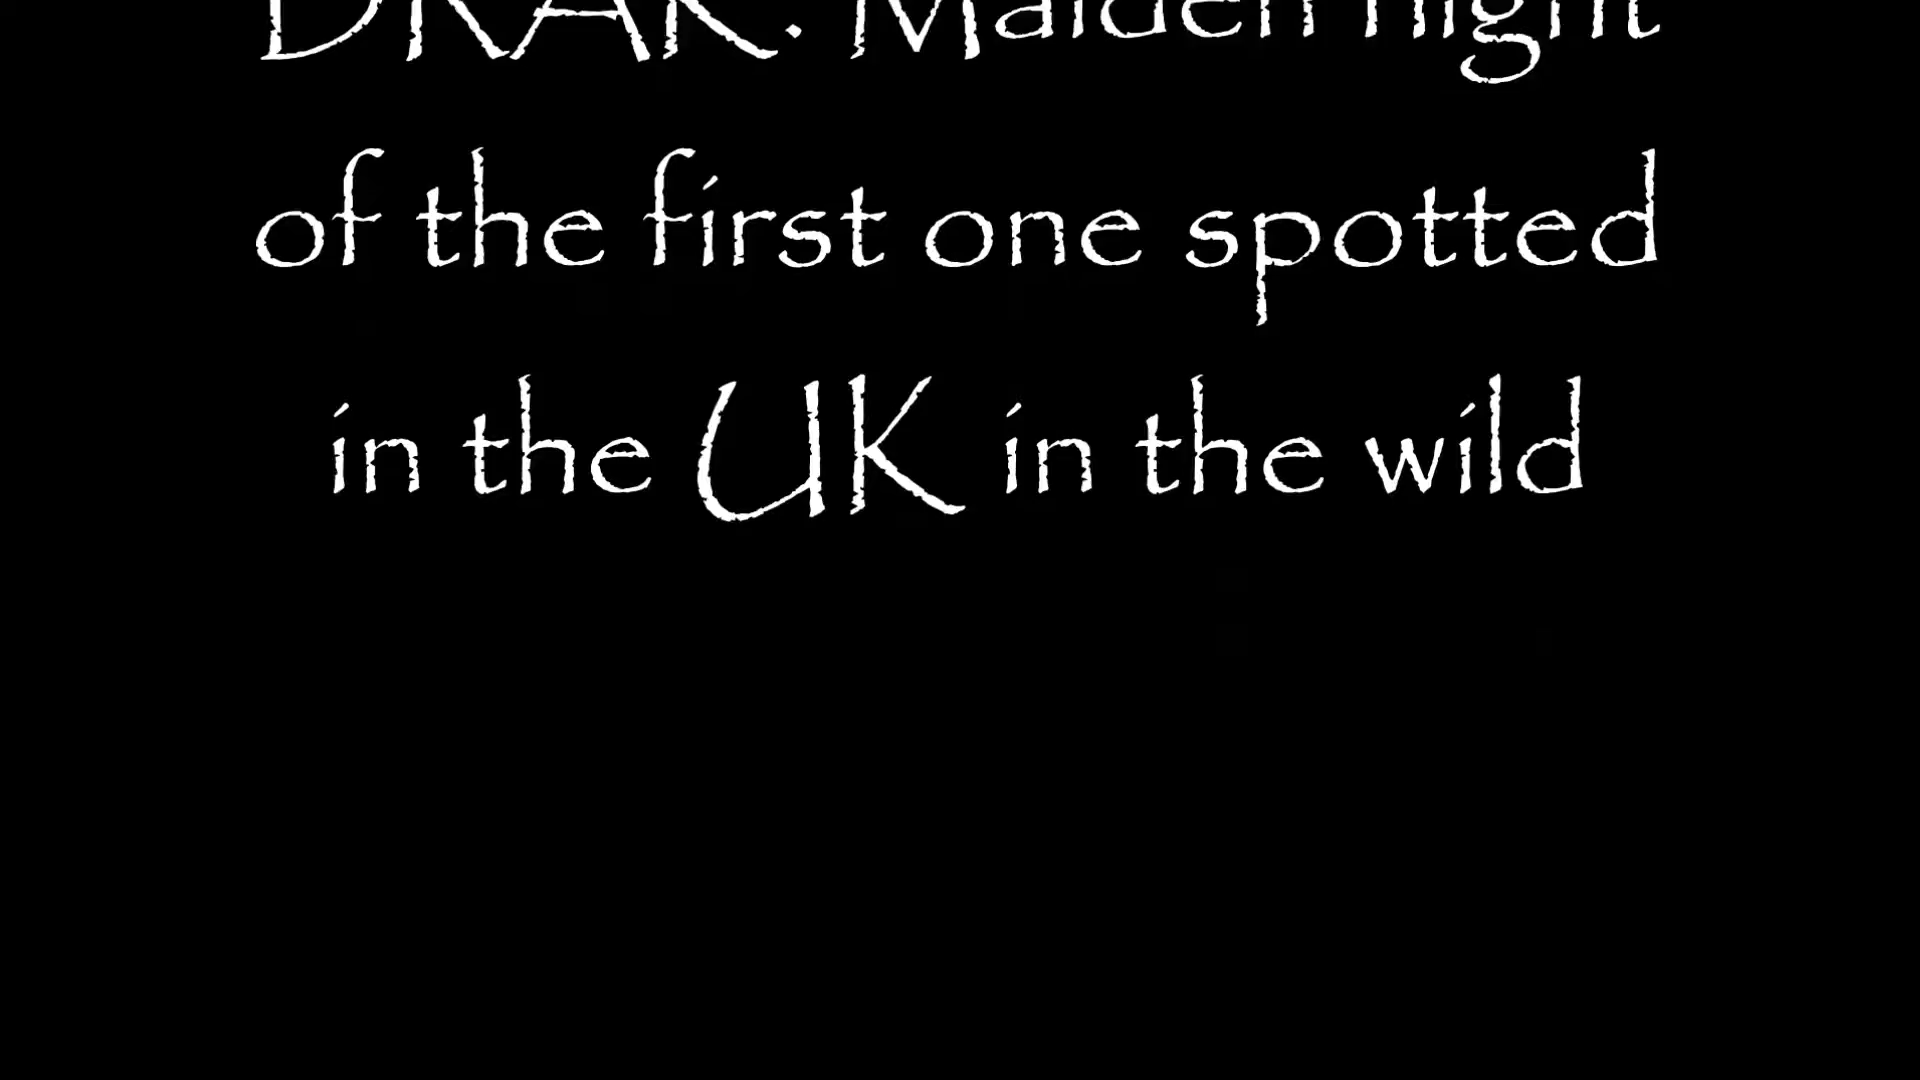 DRAK. Maiden flight
of the first one spotted
in the UK in the wild